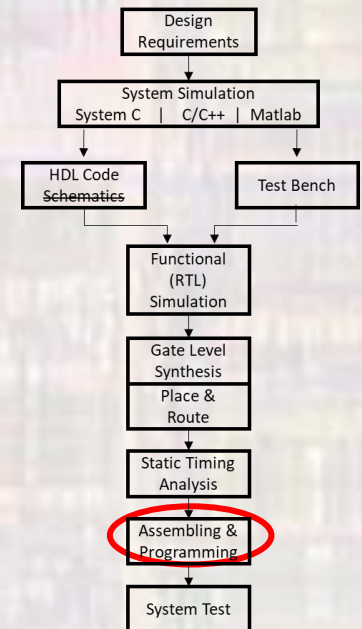 Design
Requirements
System Simulation
System C | C/C++ | Matlab
HDL Code
Schematics
Test Bench
Functional
(RTL)
Simulation
Gate Level
Synthesis
Place &
Route
Static Timing
Analysis
Assembling &
Programming
System Test